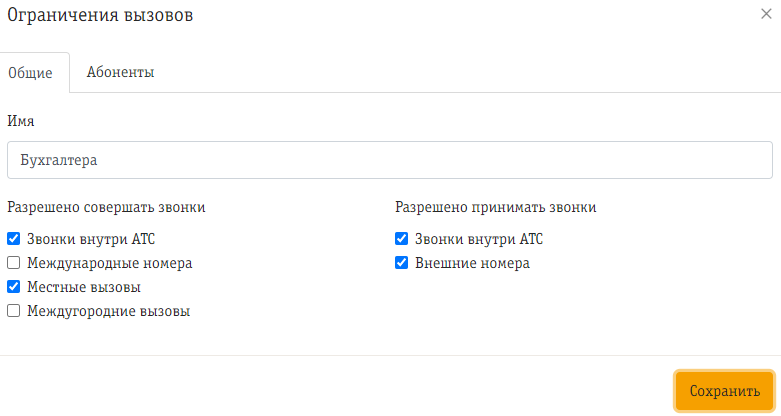 Ограничения вызовов
×
Общие
Абоненты
Имя
Бухгалтера
Разрешено совершать звонки
Звонки внутри АТС
Международные номера
Местные вызовы
Междугородние вызовы
Разрешено принимать звонки
Звонки внутри АТС
Внешние номера
Сохранить